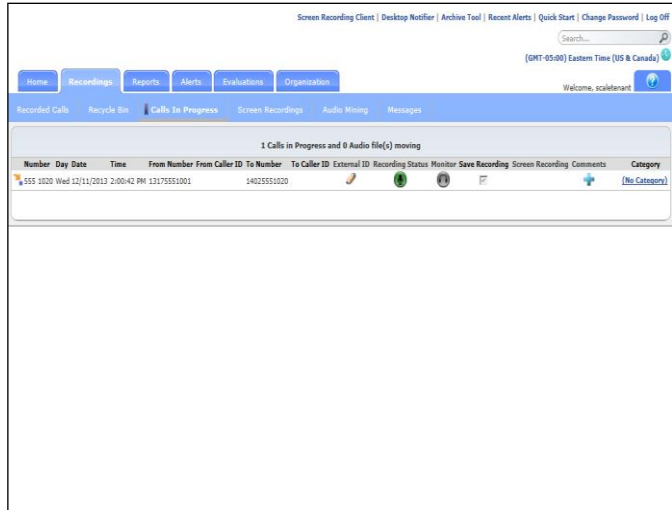 Screen Recording Client | Desktop Notifier | Archive Tool | Recent Alerts | Quick Start | Change Password | Log Off
Search...
(GMT-05:00) Eastern Time (US & Canada)
Home Recordings Reports Alerts Evaluations Organization
Welcome, scaletenant
Recorded Calls Recycle Bin Calls In Progress Screen Recordings Audio Mining Messages
1 Calls in Progress and 0 Audio file(s) moving
Number Day Date Time From Number From Caller ID To Number To Caller ID External ID Recording Status Monitor Save Recording Screen Recording Comments Category
555 1020 Wed 12/11/2013 2:00:42 PM 13175551001 14025551020 (No Category)